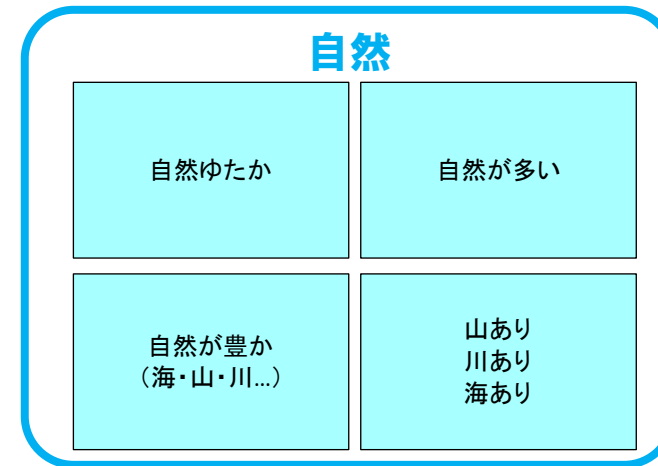 自然
自然ゆたか
自然が多い
自然が豊か
（海・山・川…）
山あり
川あり
海あり